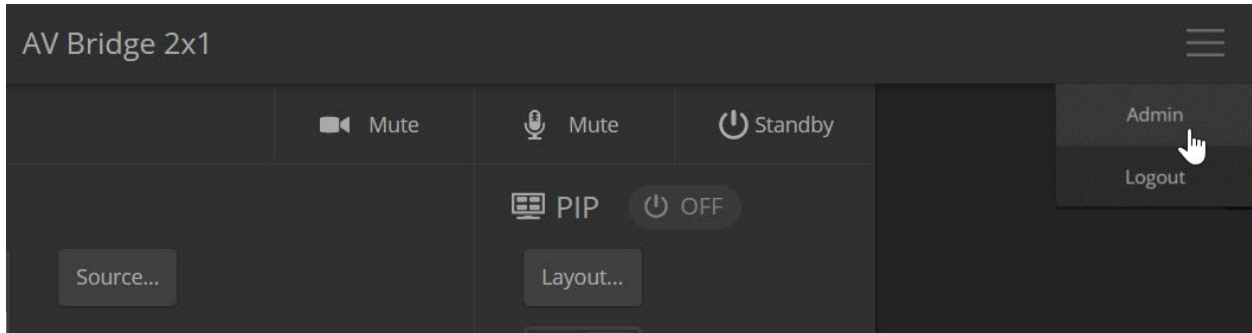 AV Bridge 2x1
Mute
Mute
Standby
Admin
Logout
PIP
OFF
Source...
Layout...